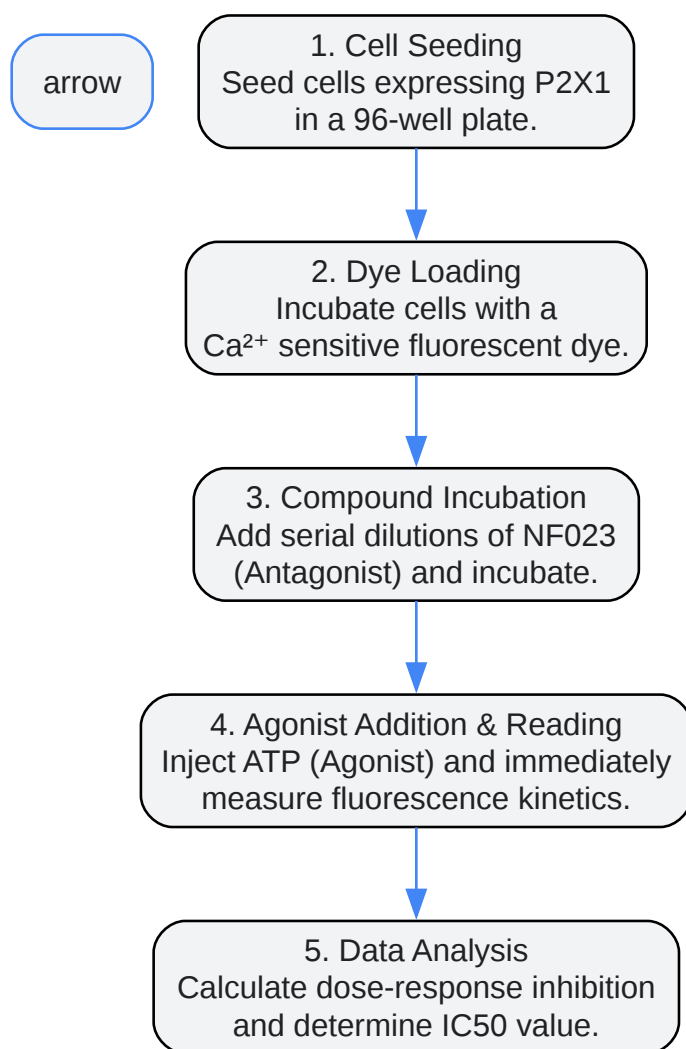 arrow
1. Cell Seeding
Seed cells expressing P2X1
in a 96-well plate.
2. Dye Loading
Incubate cells with a
Ca²⁺ sensitive fluorescent dye.
3. Compound Incubation
Add serial dilutions of NF023
(Antagonist) and incubate.
4. Agonist Addition & Reading
Inject ATP (Agonist) and immediately
measure fluorescence kinetics.
5. Data Analysis
Calculate dose-response inhibition
and determine IC50 value.